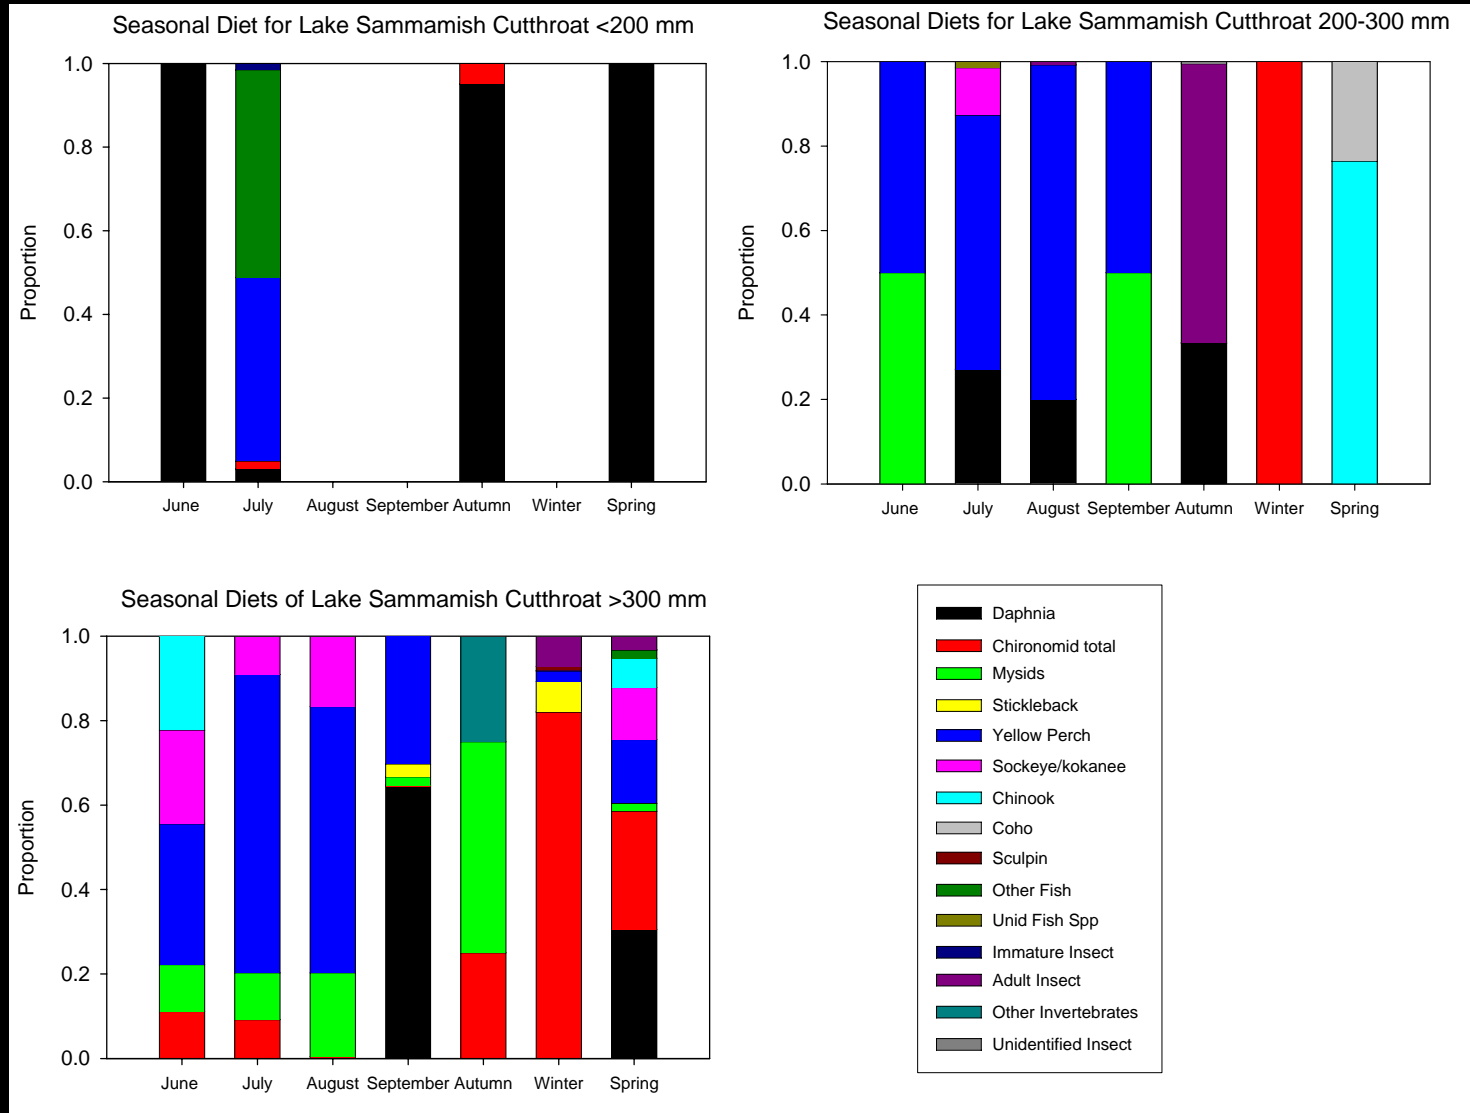 Seasonal Diet for Lake Sammamish Cutthroat <200 mm
Proportion
1.0
0.8
0.6
0.4
0.2
0.0
June July August September Autumn Winter Spring
Seasonal Diets for Lake Sammamish Cutthroat 200-300 mm
Proportion
1.0
0.8
0.6
0.4
0.2
0.0
June July August September Autumn Winter Spring
Seasonal Diets of Lake Sammamish Cutthroat >300 mm
Proportion
1.0
0.8
0.6
0.4
0.2
0.0
June July August September Autumn Winter Spring
Daphnia
Chironomid total
Mysids
Stickleback
Yellow Perch
Sockeye/kokanee
Chinook
Coho
Sculpin
Other Fish
Unid Fish Spp
Immature Insect
Adult Insect
Other Invertebrates
Unidentified Insect